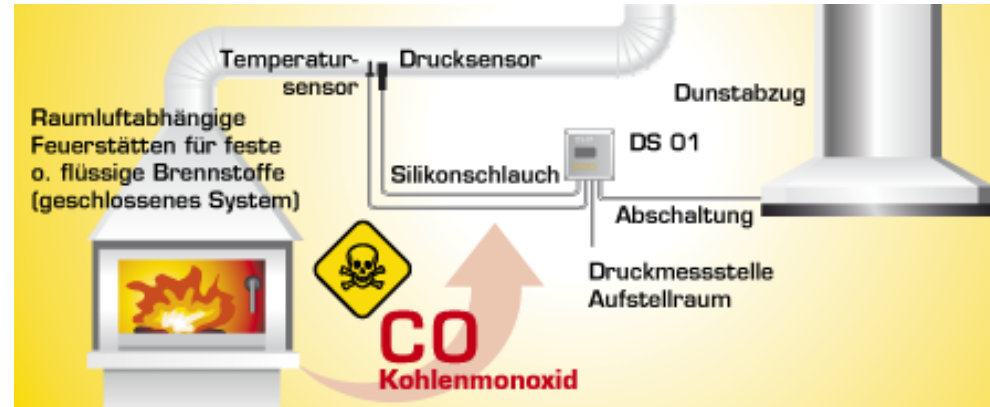 Temperatur-
sensor
Drucksensor
Raumluftabhängige
Feuerstätten für feste
o. flüssige Brennstoffe
(geschlossenes System)
Silikonschlauch
Dunstabzug
DS 01
Abschaltung
Druckmessstelle
Aufstellraum
CO
Kohlenmonoxid